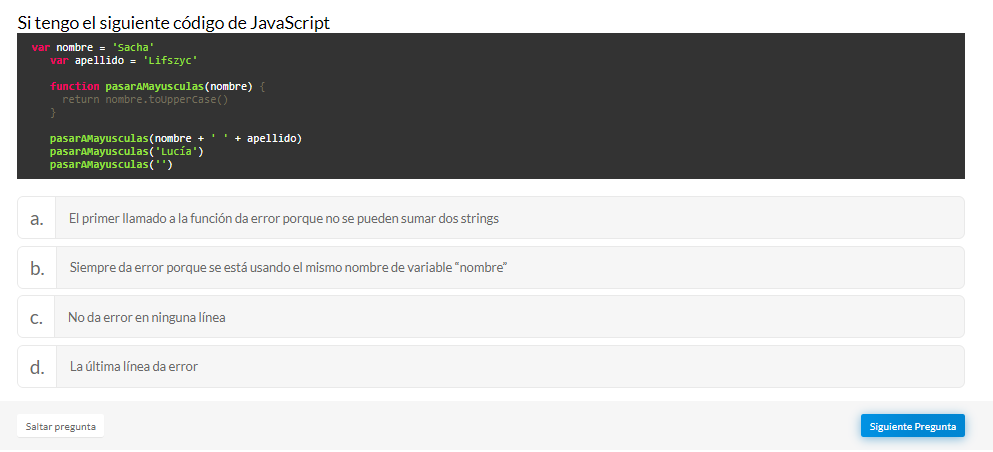 Si tengo el siguiente código de JavaScript
var nombre = 'Sacha'
var apellido = 'Lifszyc'
function pasarAMayusculas(nombre) {
return nombre.toUpperCase()
}
pasarAMayusculas(nombre + ' ' + apellido)
pasarAMayusculas('Lucía')
pasarAMayusculas('')
a. El primer llamado a la función da error porque no se pueden sumar dos strings
b. Siempre da error porque se está usando el mismo nombre de variable “nombre”
c. No da error en ninguna línea
d. La última línea da error
Saltar pregunta
Siguiente Pregunta